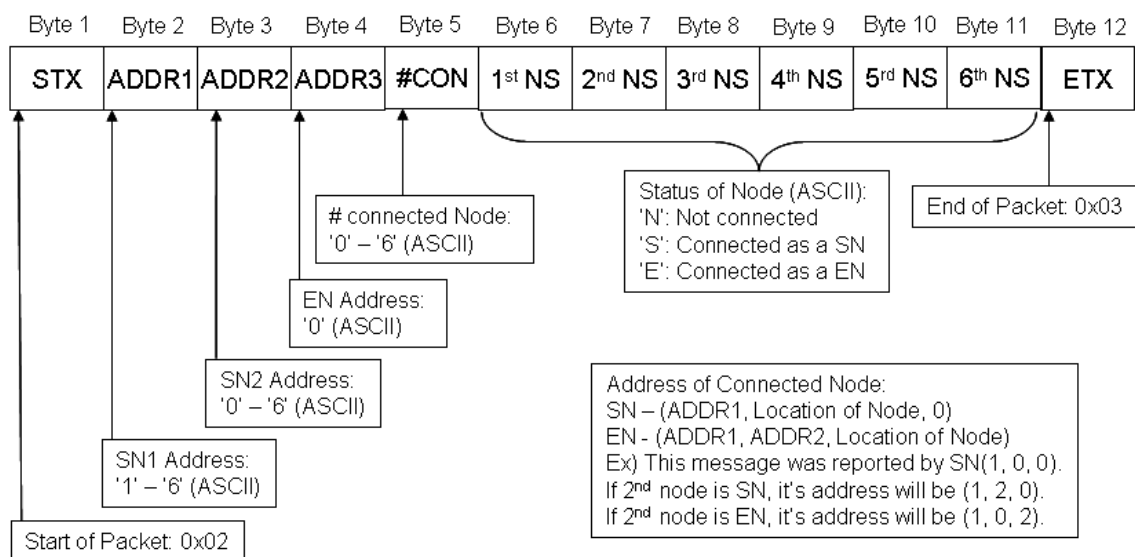 Byte 1 Byte 2 Byte 3 Byte 4 Byte 5 Byte 6 Byte 7 Byte 8 Byte 9 Byte 10 Byte 11 Byte 12
STX ADDR1 ADDR2 ADDR3 #CON 1st NS 2nd NS 3rd NS 4th NS 5rd NS 6th NS ETX
Status of Node (ASCII):
'N': Not connected
'S': Connected as a SN
'E': Connected as a EN
End of Packet: 0x03
# connected Node:
'0' – '6' (ASCII)
EN Address:
'0' (ASCII)
SN2 Address:
'0' – '6' (ASCII)
SN1 Address:
'1' – '6' (ASCII)
Start of Packet: 0x02
Address of Connected Node:
SN – (ADDR1, Location of Node, 0)
EN - (ADDR1, ADDR2, Location of Node)
Ex) This message was reported by SN(1, 0, 0).
If 2nd node is SN, it's address will be (1, 2, 0).
If 2nd node is EN, it's address will be (1, 0, 2).